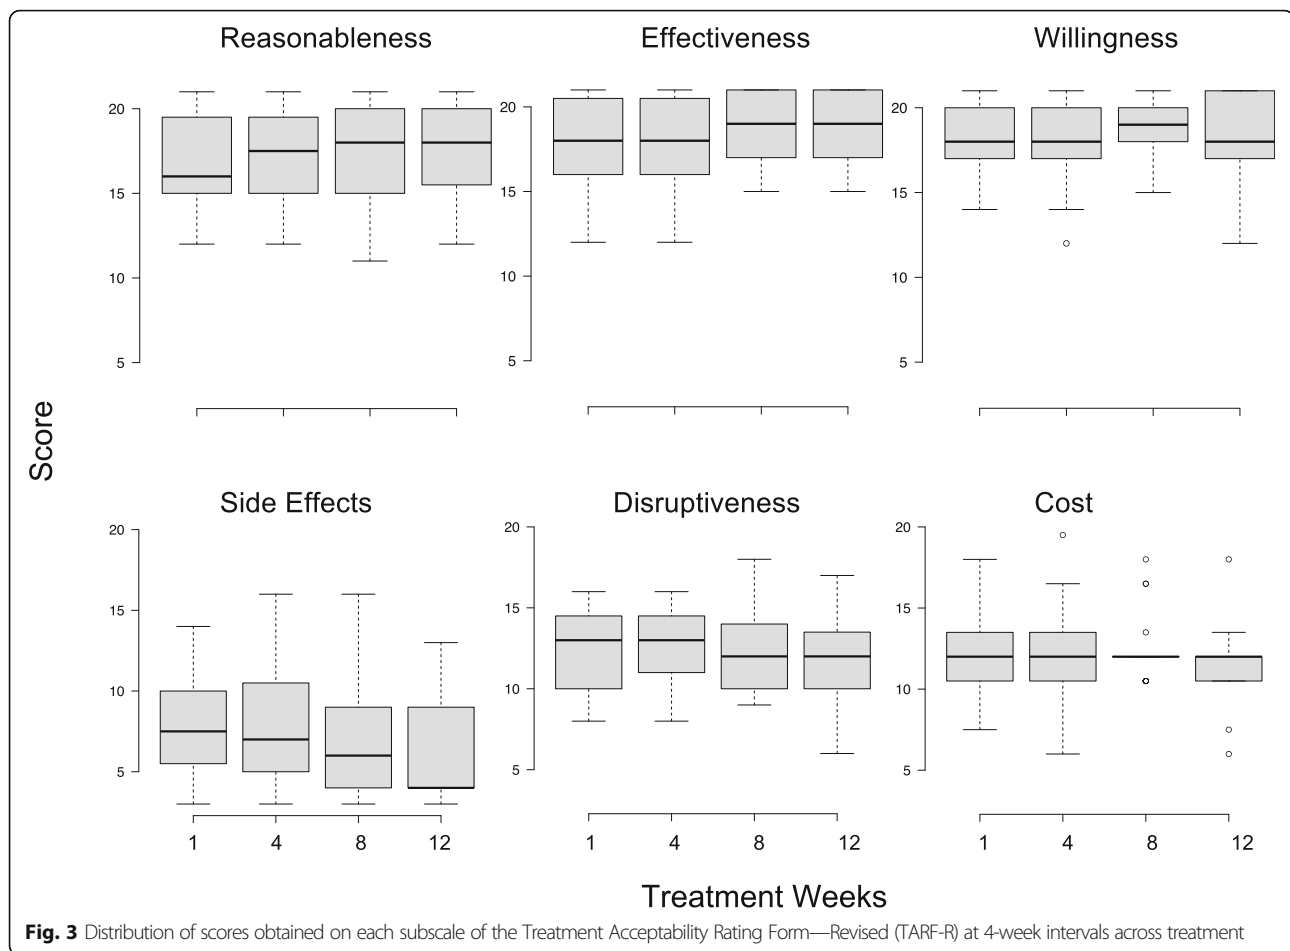 Reasonableness
Effectiveness
Willingness
20
15
10
5
20
15
10
5
20
15
10
5
Score
Side Effects
Disruptiveness
Cost
20
15
10
5
20
15
10
5
20
15
10
5
1 4 8 12
1 4 8 12
1 4 8 12
Treatment Weeks
Fig. 3 Distribution of scores obtained on each subscale of the Treatment Acceptability Rating Form—Revised (TARF-R) at 4-week intervals across treatment